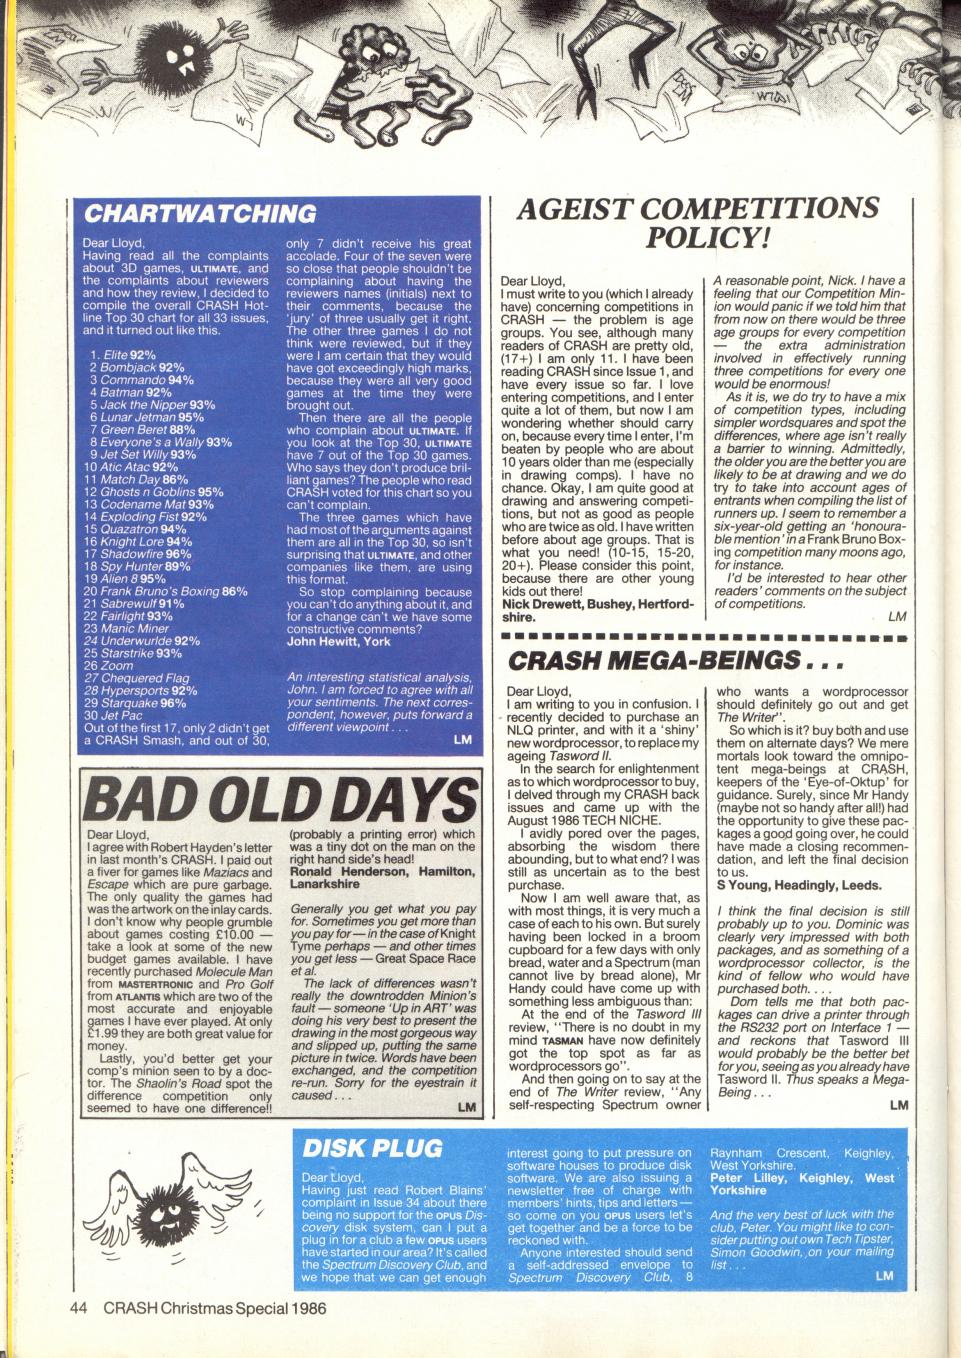 CHARTWATCHING
Dear Lloyd,
Having read all the complaints
about 3D games, ULTIMATE, and
the complaints about reviewers
and how they review, I decided to
compile the overall CRASH Hot-
line Top 30 chart for all 33 issues,
and it turned out like this.
1. Elite 92%
2 Bombjack 92%
3 Commando 94%
4 Batman 92%
5 Jack the Nipper 93%
6 Lunar Jetman 95%
7 Green Beret 88%
8 Everyone's a Wally 93%
9 Jet Set Willy 93%
10 Atic Atac 92%
11 Match Day 86%
12 Ghosts n Goblins 95%
13 Codename Mat 93%
14 Exploding Fist 92%
15 Quazatron 94%
16 Knight Lore 94%
17 Shadowfire 96%
18 Spy Hunter 89%
19 Alien 8 95%
20 Frank Bruno's Boxing 86%
21 Sabrewulf 91%
22 Fairlight 93%
23 Manic Miner
24 Underwurlde 92%
25 Starstrike 93%
26 Zoom
27 Chequered Flag
28 Hypersports 92%
29 Starquake 96%
30 Jet Pac
Out of the first 17, only 2 didn't get
a CRASH Smash, and out of 30,
only 7 didn't receive his great
accolade. Four of the seven were
so close that people shouldn't be
complaining about having the
reviewers names (initials) next to
their comments, because the
'jury' of three usually get it right.
The other three games I do not
think were reviewed, but if they
were I am certain that they would
have got exceedingly high marks,
because they were all very good
games at the time they were
brought out.
Then there are all the people
who complain about ULTIMATE. If
you look at the Top 30, ULTIMATE
have 7 out of the Top 30 games.
Who says they don't produce bril-
liant games? The people who read
CRASH voted for this chart so you
can't complain.
The three games which have
had most of the arguments against
them are all in the Top 30, so isn't
surprising that ULTIMATE, and other
companies like them, are using
this format.
So stop complaining because
you can't do anything about it, and
for a change can't we have some
constructive comments?
John Hewitt, York
An interesting statistical analysis,
John. I am forced to agree with all
your sentiments. The next corres-
pondent, however, puts forward a
different viewpoint . . .
LM
BAD OLD DAYS
Dear Lloyd,
I agree with Robert Hayden's letter
in last month's CRASH. I paid out
a fiver for games like Maziacs and
Escape which are pure garbage.
The only quality the games had
was the artwork on the inlay cards.
I don't know why people grumble
about games costing £10.00 —
take a look at some of the new
budget games available. I have
recently purchased Molecule Man
from MASTERTRONIC and Pro Golf
from ATLANTIS which are two of the
most accurate and enjoyable
games I have ever played. At only
£1.99 they are both great value for
money.
Lastly, you'd better get your
comp's minion seen to by a doc-
tor. The Shaolin's Road spot the
difference competition only
seemed to have one difference!!
(probably a printing error) which
was a tiny dot on the man on the
right hand side's head!
Ronald Henderson, Hamilton,
Lanarkshire
Generally you get what you pay
for. Sometimes you get more than
you pay for — in the case of Knight
Tyme perhaps — and other times
you get less — Great Space Race
et al.
The lack of differences wasn't
really the downtrodden Minion's
fault — someone 'Up in ART' was
doing his very best to present the
drawing in the most gorgeous way
and slipped up, putting the same
picture in twice. Words have been
exchanged, and the competition
re-run. Sorry for the eyestrain it
caused . . .
LM
AGEIST COMPETITIONS
POLICY!
Dear Lloyd,
I must write to you (which I already
have) concerning competitions in
CRASH — the problem is age
groups. You see, although many
readers of CRASH are pretty old,
(17+) I am only 11. I have been
reading CRASH since Issue 1, and
have every issue so far. I love
entering competitions, and I enter
quite a lot of them, but now I am
wondering whether should carry
on, because every time I enter, I'm
beaten by people who are about
10 years older than me (especially
in drawing comps). I have no
chance. Okay, I am quite good at
drawing and answering competi-
tions, but not as good as people
who are twice as old. I have written
before about age groups. That is
what you need! (10-15, 15-20,
20+). Please consider this point,
because there are other young
kids out there!
Nick Drewett, Bushey, Hertford-
shire.
A reasonable point, Nick. I have a
feeling that our Competition Min-
ion would panic if we told him that
from now on there would be three
age groups for every competition
— the extra administration
involved in effectively running
three competitions for every one
would be enormous!
As it is, we do try to have a mix
of competition types, including
simpler wordsquares and spot the
differences, where age isn't really
a barrier to winning. Admittedly,
the older you are the better you are
likely to be at drawing and we do
try to take into account ages of
entrants when compiling the list of
runners up. I seem to remember a
six-year-old getting an 'honoura-
ble mention' in a Frank Bruno Box-
ing competition many moons ago,
for instance.
I'd be interested to hear other
readers' comments on the subject
of competitions.
LM
CRASH MEGA-BEINGS . . .
Dear Lloyd,
I am writing to you in confusion. I
recently decided to purchase an
NLQ printer, and with it a 'shiny'
new wordprocessor, to replace my
ageing Tasword II.
In the search for enlightenment
as to which wordprocessor to buy,
I delved through my CRASH back
issues and came up with the
August 1986 TECH NICHE.
I avidly pored over the pages,
absorbing the wisdom there
abounding, but to what end? I was
still as uncertain as to the best
purchase.
Now I am well aware that, as
with most things, it is very much a
case of each to his own. But surely
having been locked in a broom
cupboard for a few days with only
bread, water and a Spectrum (man
cannot live by bread alone), Mr
Handy could have come up with
something less ambiguous than:
At the end of the Tasword III
review, "There is no doubt in my
mind TASMAN have now definitely
got the top spot as far as
wordprocessors go".
And then going on to say at the
end of The Writer review, "Any
self-respecting Spectrum owner
who wants a wordprocessor
should definitely go out and get
The Writer".
So which is it? buy both and use
them on alternate days? We mere
mortals look toward the omnipo-
tent mega-beings at CRASH,
keepers of the 'Eye-of-Oktup' for
guidance. Surely, since Mr Handy
(maybe not so handy after all!) had
the opportunity to give these pac-
kages a good going over, he could
have made a closing recommen-
dation, and left the final decision
to us.
S Young, Headingly, Leeds.
I think the final decision is still
probably up to you. Dominic was
clearly very impressed with both
packages, and as something of a
wordprocessor collector, is the
kind of fellow who would have
purchased both. . . .
Dom tells me that both pac-
kages can drive a printer through
the RS232 port on Interface 1 —
and reckons that Tasword III
would probably be the better bet
for you, seeing as you already have
Tasword II. Thus speaks a Mega-
Being . . .
LM
DISK PLUG
Dear Lloyd,
Having just read Robert Blains'
complaint in Issue 34 about there
being no support for the OPUS Dis-
covery disk system, can I put a
plug in for a club a few OPUS users
have started in our area? It's called
the Spectrum Discovery Club, and
we hope that we can get enough
interest going to put pressure on
software houses to produce disk
software. We are also issuing a
newsletter free of charge with
members' hints, tips and letters —
so come on you OPUS users let's
get together and be a force to be
reckoned with.
Anyone interested should send
a self-addressed envelope to
Spectrum Discovery Club, 8
Raynham Crescent, Keighley,
West Yorkshire.
Peter Lilley, Keighley, West
Yorkshire
And the very best of luck with the
club, Peter. You might like to con-
sider putting out own Tech Tipster,
Simon Goodwin, on your mailing
list . . .
LM
44 CRASH Christmas Special 1986